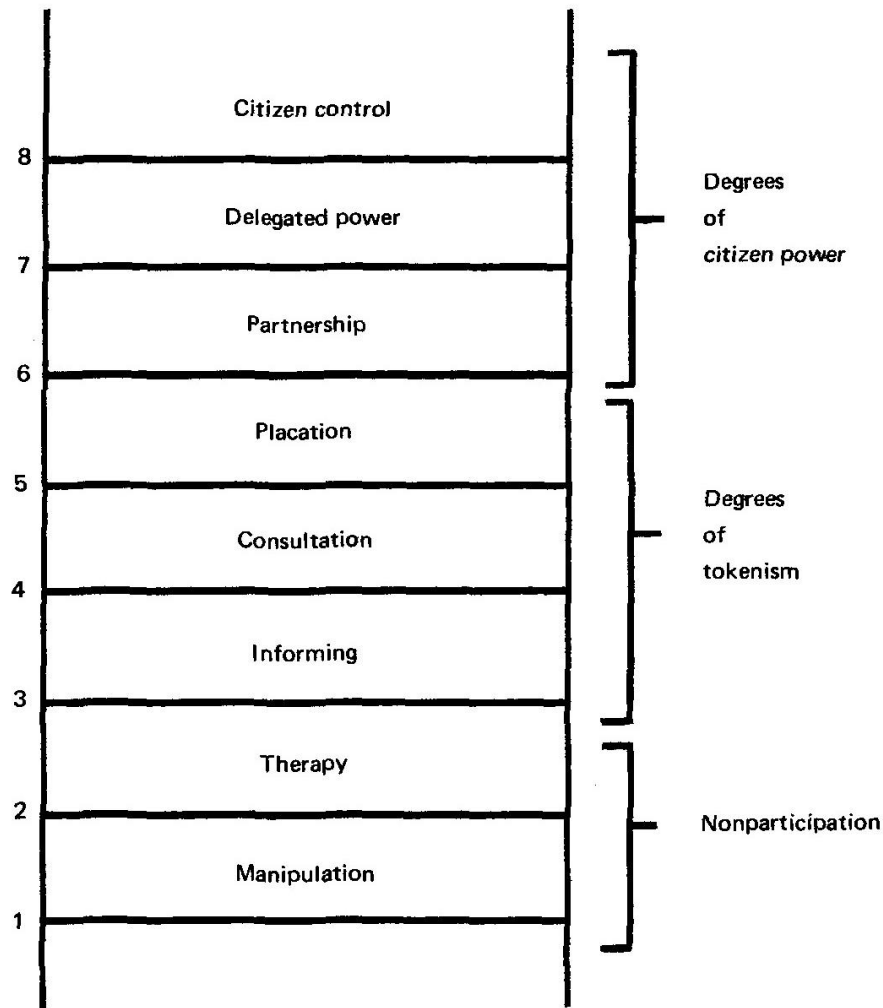 Citizen control
8
Delegated power
7
Partnership
6
Placation
5
Consultation
4
Informing
3
Therapy
2
Manipulation
1
Degrees
of
citizen power
Degrees
of
tokenism
Nonparticipation